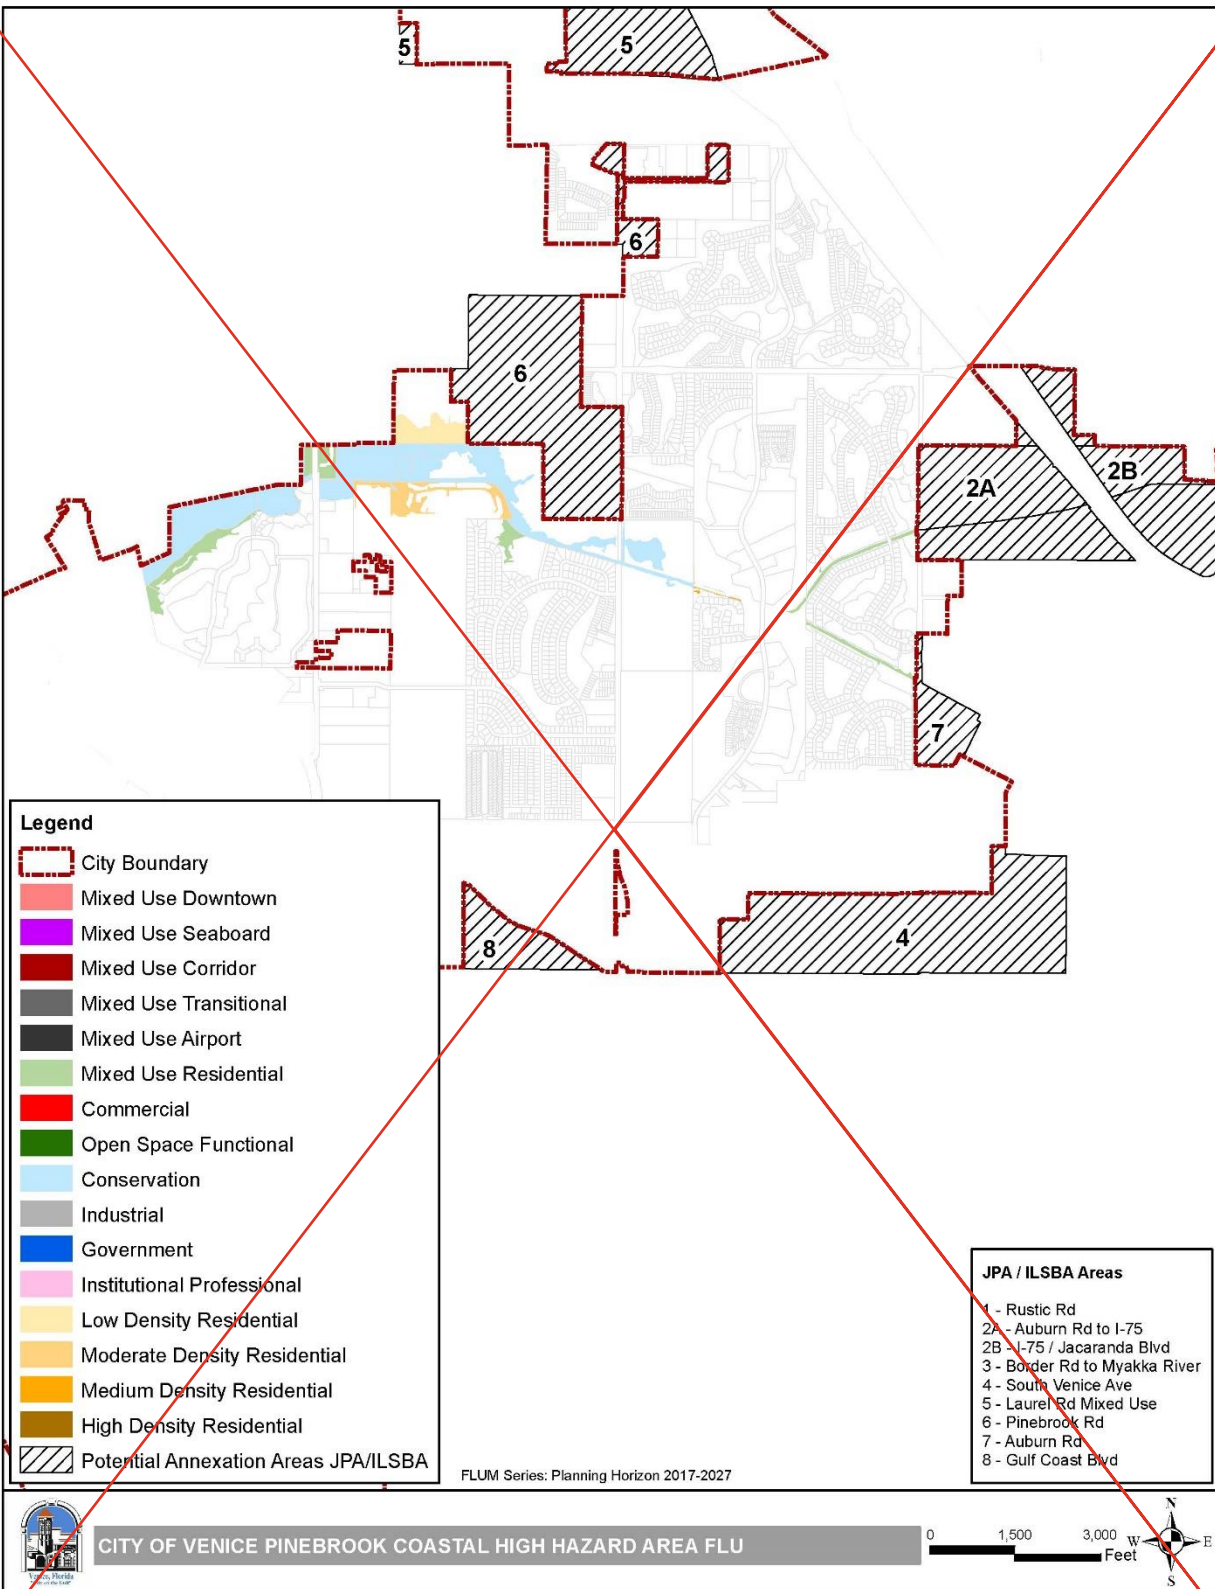 5
5
6
6
2A
2B
7
8
4
Legend
City Boundary
Mixed Use Downtown
Mixed Use Seaboard
Mixed Use Corridor
Mixed Use Transitional
Mixed Use Airport
Mixed Use Residential
Commercial
Open Space Functional
Conservation
Industrial
Government
Institutional Professional
Low Density Residential
Moderate Density Residential
Medium Density Residential
High Density Residential
Potential Annexation Areas JPA/ILSBA
FLUM Series: Planning Horizon 2017-2027
JPA / ILSBA Areas
1 - Rustic Rd
2A - Auburn Rd to I-75
2B - I-75 / Jacaranda Blvd
3 - Border Rd to Myakka River
4 - South Venice Ave
5 - Laurel Rd Mixed Use
6 - Pinebrook Rd
7 - Auburn Rd
8 - Gulf Coast Blvd
Venice, Florida
CITY OF VENICE PINEBROOK COASTAL HIGH HAZARD AREA FLU
0 1,500 3,000
Feet
N
W E
S